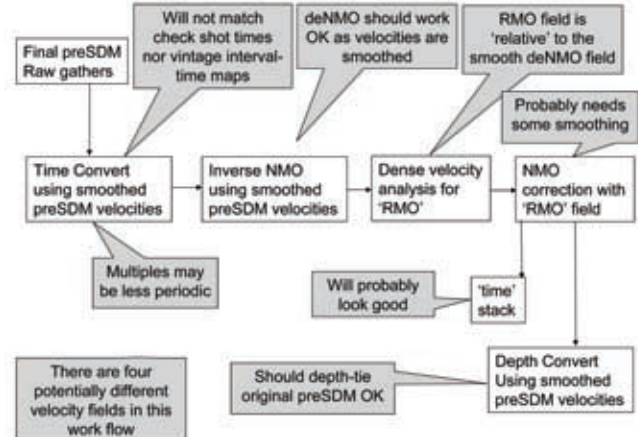 Final preSDM
Raw gathers
Will not match
check shot times
nor vintage interval-
time maps
deNMO should work
OK as velocities are
smoothed
RMO field is
'relative' to the
smooth deNMO field
Probably needs
some smoothing
Time Convert
using smoothed
preSDM velocities
Inverse NMO
using smoothed
preSDM velocities
Dense velocity
analysis for
'RMO'
NMO
correction with
'RMO' field
Multiples may
be less periodic
Will probably
look good
'time'
stack
There are four
potentially different
velocity fields in this
work flow
Should depth-tie
original preSDM OK
Depth Convert
Using smoothed
preSDM velocities